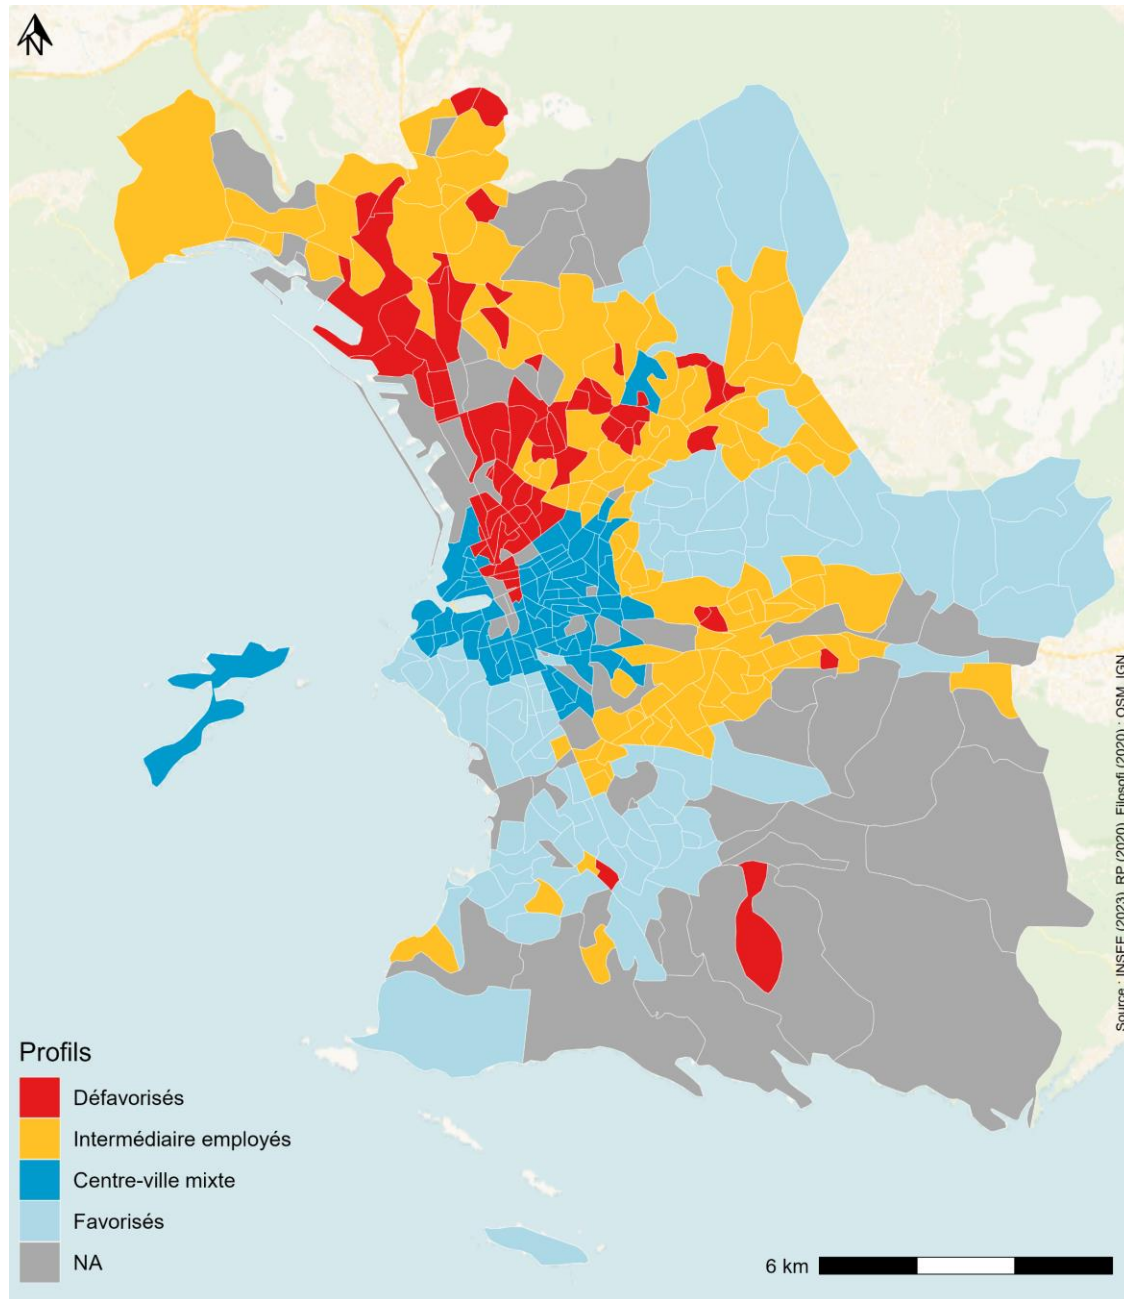 N
Profils
Défavorisés
Intermédiaire employés
Centre-ville mixte
Favorisés
NA
6 km
Source : INSEE (2023), RP (2020), Filosofi (2020) ; OSM, IGN